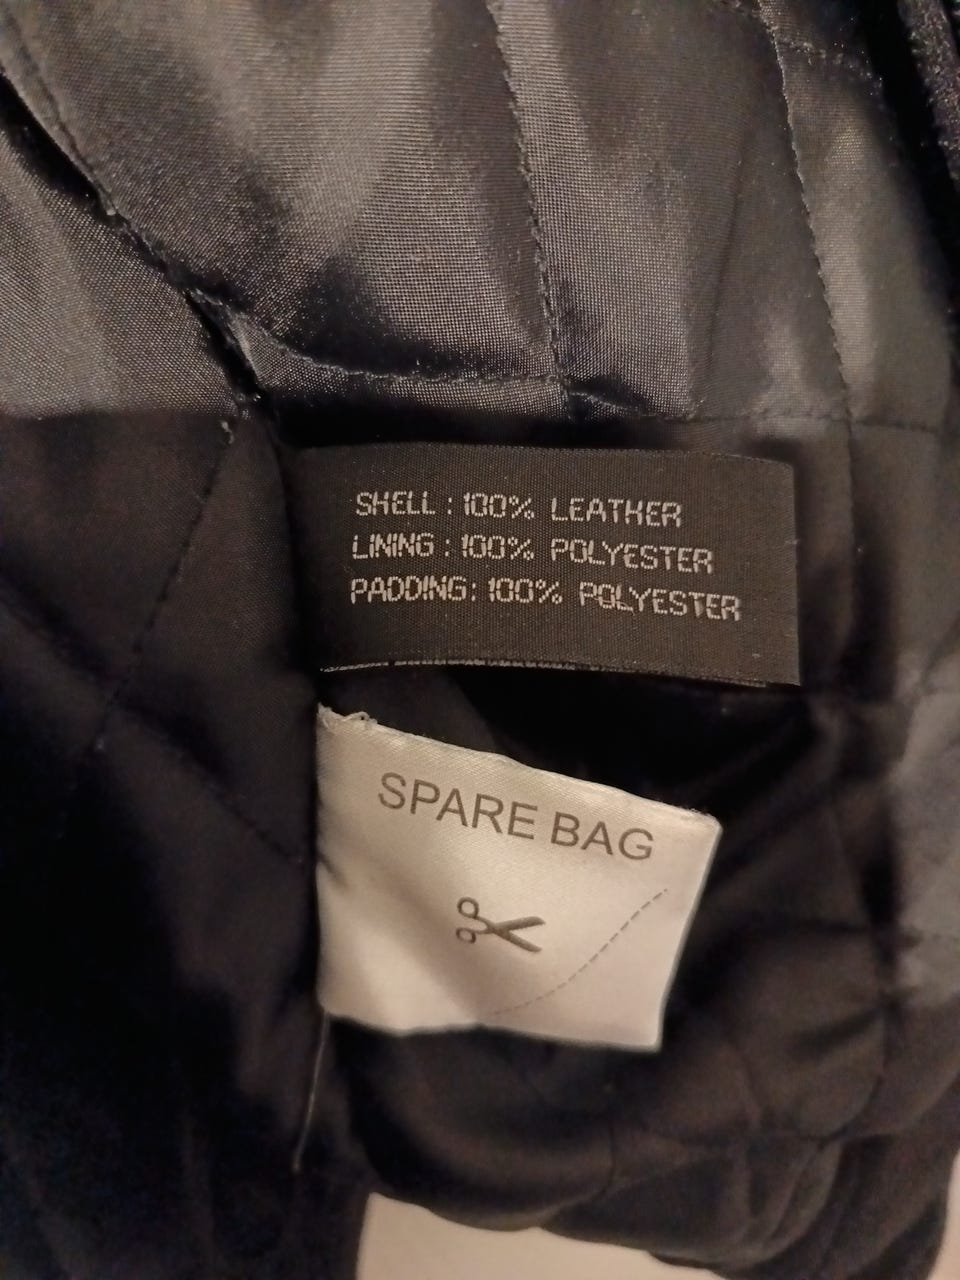 SHELL : 100% LEATHER
LINING : 100% POLYESTER
PADDING: 100% POLYESTER
SPARE BAG